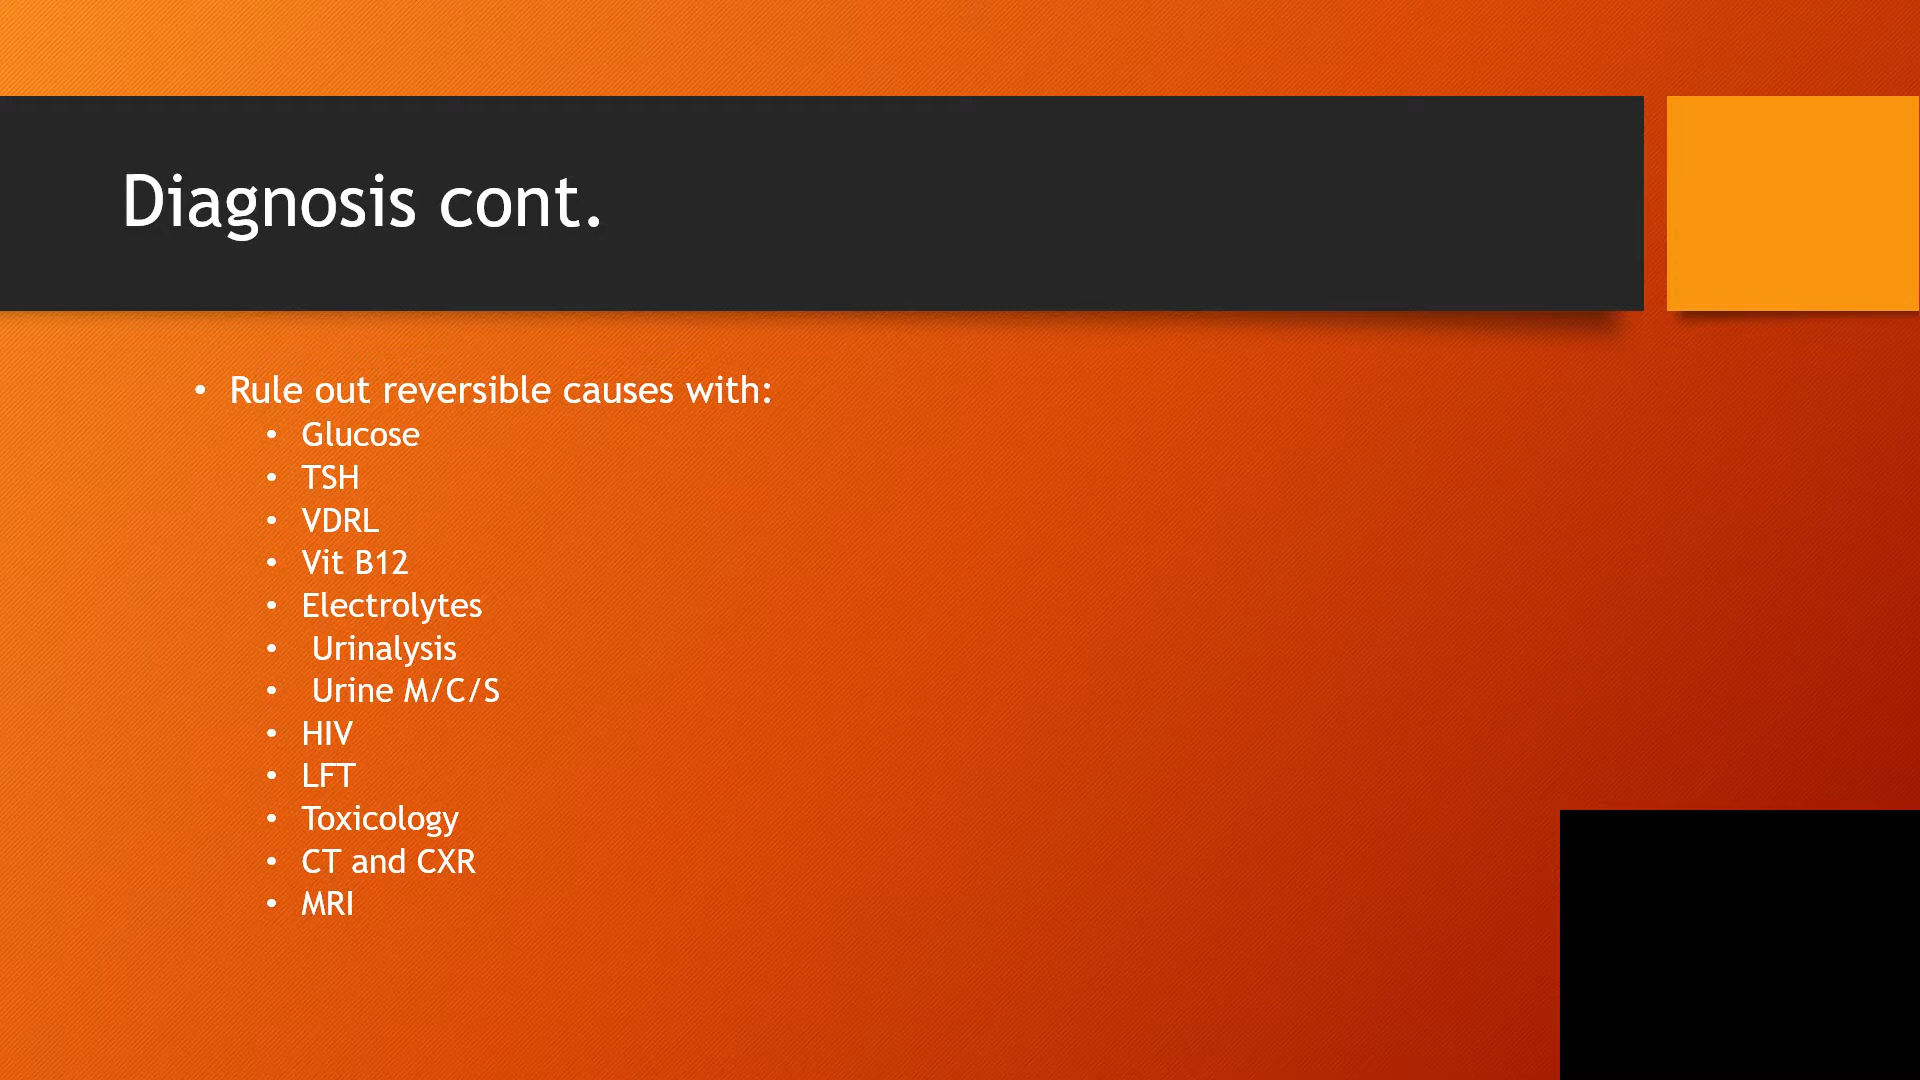 Diagnosis cont.
• Rule out reversible causes with:
• Glucose
• TSH
• VDRL
• Vit B12
• Electrolytes
• Urinalysis
• Urine M/C/S
• HIV
• LFT
• Toxicology
• CT and CXR
• MRI